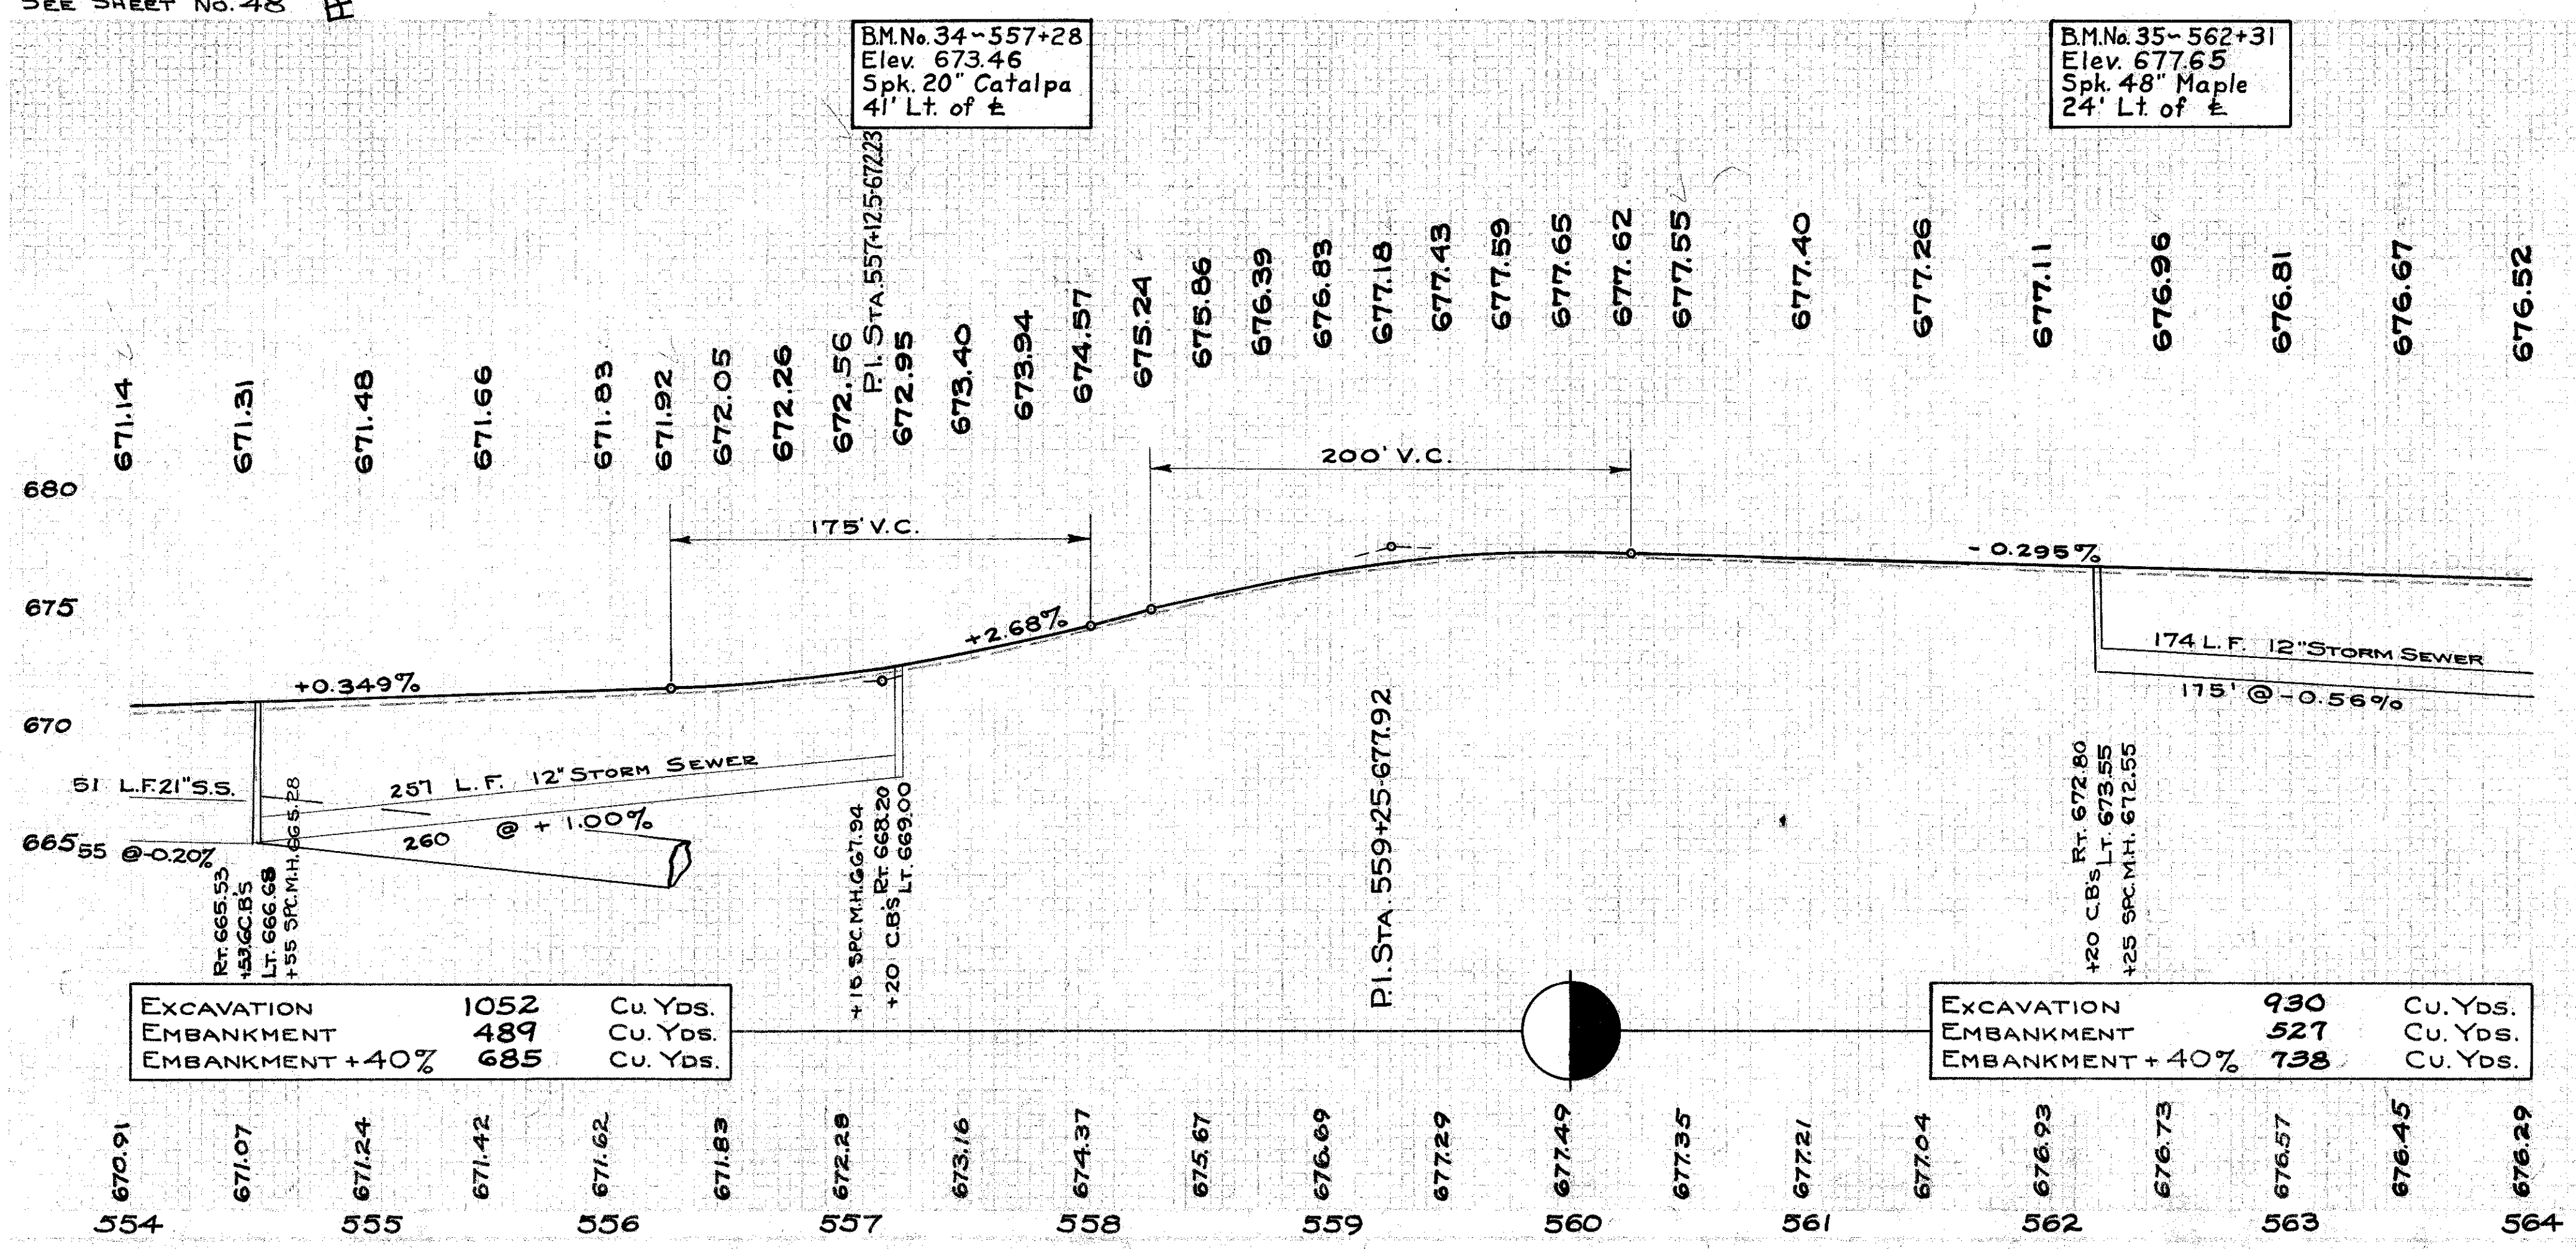 SEE SHEET No. 48
B.M.No. 34~557+28
Elev. 673.46
Spk. 20" Catalpa
41' Lt. of ℄
B.M.No. 35~562+31
Elev. 677.65
Spk. 48" Maple
24' Lt. of ℄
671.14
671.31
671.48
671.66
671.83
671.92
672.05
672.26
672.56
P.I. STA. 557+12.5-672.23
672.95
673.40
673.94
674.57
675.24
675.86
676.39
676.83
677.18
677.43
677.59
677.65
677.62
677.55
677.40
677.26
677.11
676.96
676.81
676.67
676.52
680
675
670
665
200' V.C.
175' V.C.
+0.349%
+2.68%
- 0.295%
174 L.F. 12" STORM SEWER
175' @ -0.56%
51 L.F. 21" S.S.
257 L.F. 12" STORM SEWER
260 @ + 1.00%
55 @-0.20%
RT. 665.53
+53.6 C.B'S
LT. 666.68
+55 SPC.M.H. 665.28
+15 SPC.M.H. 667.94
+20 C.B'S RT. 668.20
LT. 669.00
P.I. STA. 559+25-677.92
+20 C.B'S RT. 672.80
LT. 673.55
+25 SPC.M.H. 672.55
EXCAVATION 1052 CU. YDS.
EMBANKMENT 489 CU. YDS.
EMBANKMENT +40% 685 CU. YDS.
EXCAVATION 930 CU. YDS.
EMBANKMENT 527 CU. YDS.
EMBANKMENT + 40% 738 CU. YDS.
670.91
671.07
671.24
671.42
671.62
671.83
672.28
673.16
674.37
675.67
676.69
677.29
677.49
677.35
677.21
677.04
676.93
676.73
676.57
676.45
676.29
554 555 556 557 558 559 560 561 562 563 564